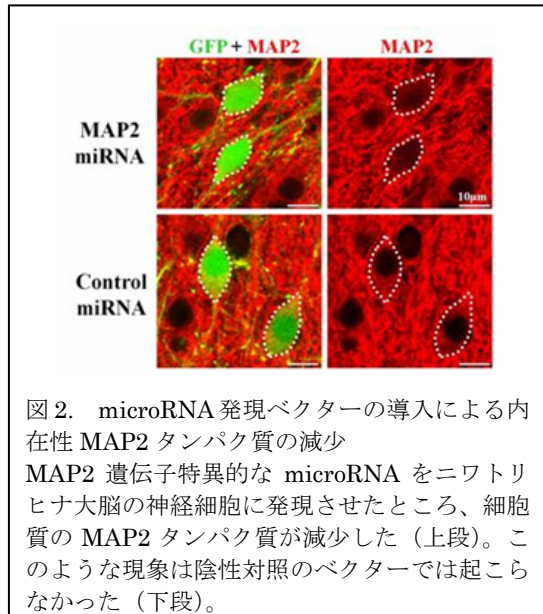 GFP + MAP2 MAP2
MAP2
miRNA
10μm
Control
miRNA
図 2. microRNA 発現ベクターの導入による内
在性 MAP2 タンパク質の減少
MAP2 遺伝子特異的な microRNA をニワトリ
ヒナ大脳の神経細胞に発現させたところ、細胞
質の MAP2 タンパク質が減少した（上段）。こ
のような現象は陰性対照のベクターでは起こら
なかった（下段）。